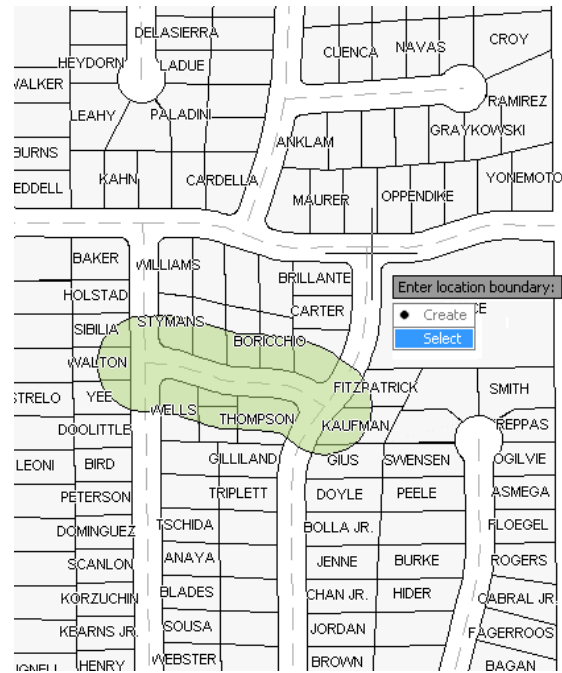 DELASIERRA
CUENCA NAVAS CROY
HEYDORN LADUE
WALKER
RAMIREZ
LEAHY PALADINI
GRAYKOWSKI
ANKLAM
BURNS
KAHN CARDELLA YONEMOTO
EDDELL
MAURER OPPENDIKE
BAKER WILLIAMS
BRILLANTE
Enter location boundary:
HOLSTAD
CARTER
Create CE
SIBILIA STYMANS
BORICCHIO
Select
WALTON
FITZPATRICK SMITH
STRELO YEE
WELLS THOMPSON KAUFMAN REPPAS
DOOLITTLE
LEONI BIRD GILLILAND GIUS SWENSEN OGILVIE
PETERSON TRIPLETT DOYLE PEELE ASMEGA
DOMINGUEZ TSCHIDA BOLLA JR. FLOEGEL
SCANLON ANAYA JENNE BURKE ROGERS
KORZUCHIN BLADES CHAN JR. HIDER CABRAL JR
KEARNS JR. SOUSA JORDAN FAGERROOS
IGNELL HENRY WEBSTER BROWN BAGAN